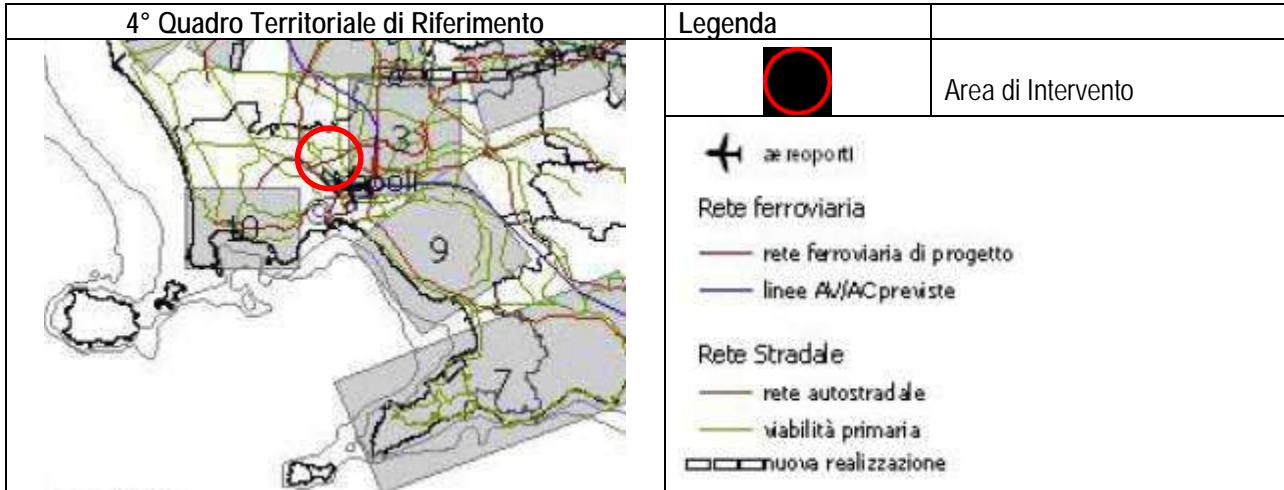 4° Quadro Territoriale di Riferimento
Legenda
Area di Intervento
3
10
9
7
aereoporti
Rete ferroviaria
rete ferroviaria di progetto
linee AV/AC previste
Rete Stradale
rete autostradale
viabilità primaria
nuova realizzazione